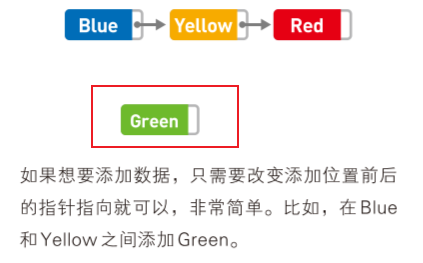 Blue Yellow Red
Green
如果想要添加数据，只需要改变添加位置前后
的指针指向就可以，非常简单。比如，在Blue
和Yellow之间添加Green。